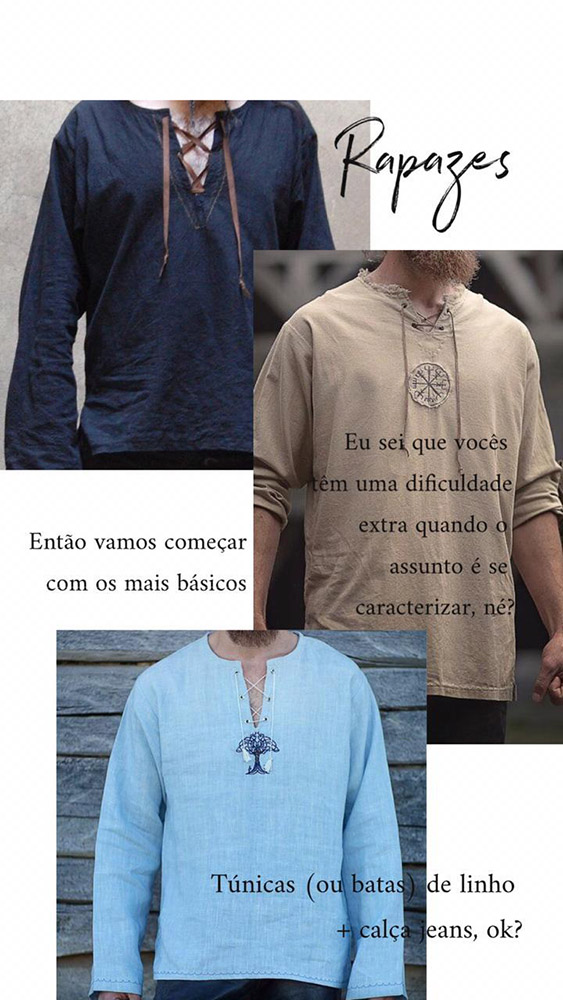 Rapazes
Eu sei que vocês
têm uma dificuldade
extra quando o
assunto é se
caracterizar, né?
Então vamos começar
com os mais básicos
Túnicas (ou batas) de linho
+ calça jeans, ok?